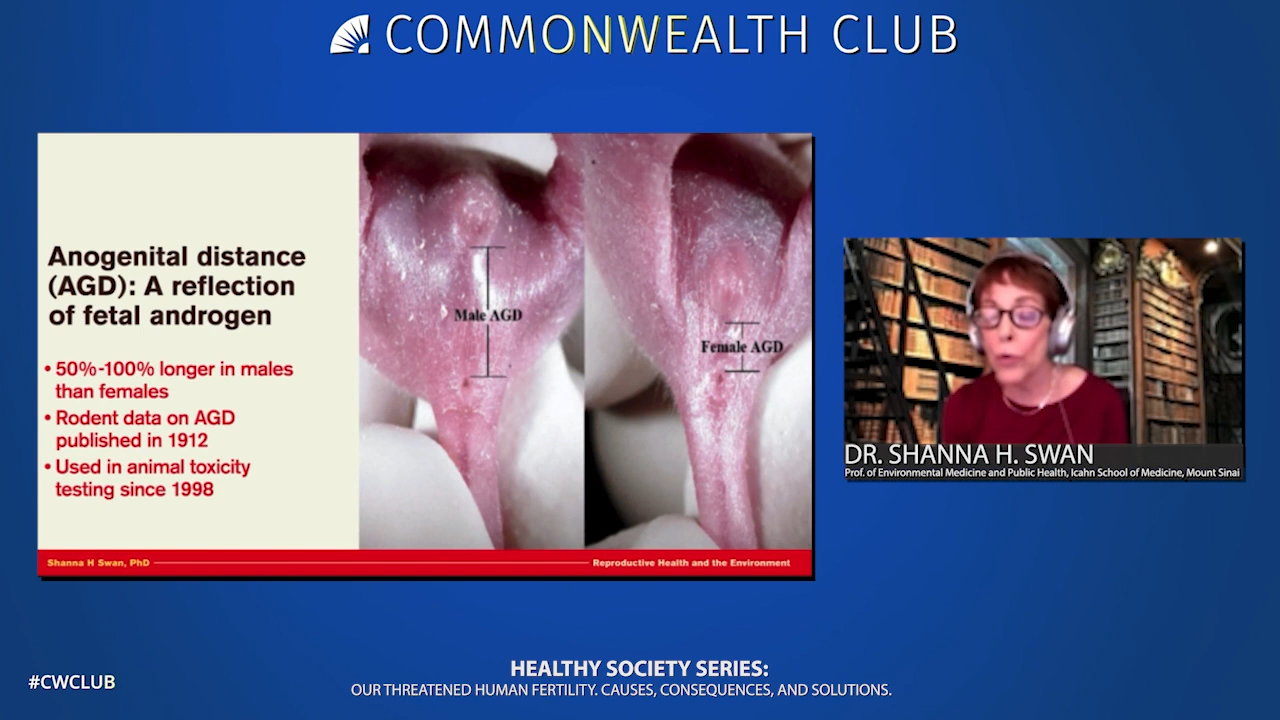 COMMONWEALTH CLUB
Anogenital distance
(AGD): A reflection
of fetal androgen
• 50%-100% longer in males
than females
• Rodent data on AGD
published in 1912
• Used in animal toxicity
testing since 1998
Male AGD
Female AGD
Shanna H Swan, PhD
Reproductive Health and the Environment
DR. SHANNA H. SWAN
Prof. of Environmental Medicine and Public Health, Icahn School of Medicine, Mount Sinai
#CWCLUB
HEALTHY SOCIETY SERIES:
OUR THREATENED HUMAN FERTILITY. CAUSES, CONSEQUENCES, AND SOLUTIONS.